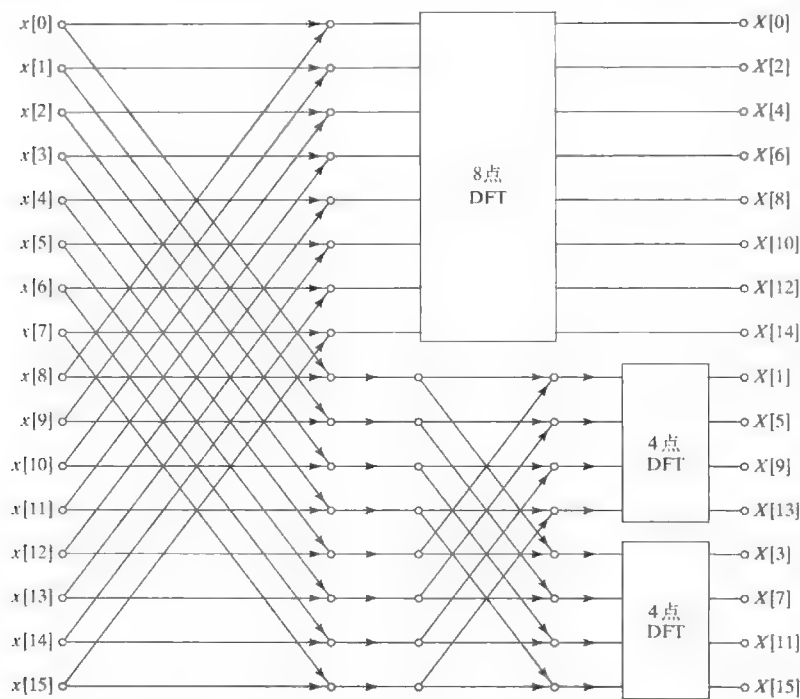 x[0]
x[1]
x[2]
x[3]
x[4]
x[5]
x[6]
x[7]
x[8]
x[9]
x[10]
x[11]
x[12]
x[13]
x[14]
x[15]
8点
DFT
4点
DFT
4点
DFT
X[0]
X[2]
X[4]
X[6]
X[8]
X[10]
X[12]
X[14]
X[1]
X[5]
X[9]
X[13]
X[3]
X[7]
X[11]
X[15]